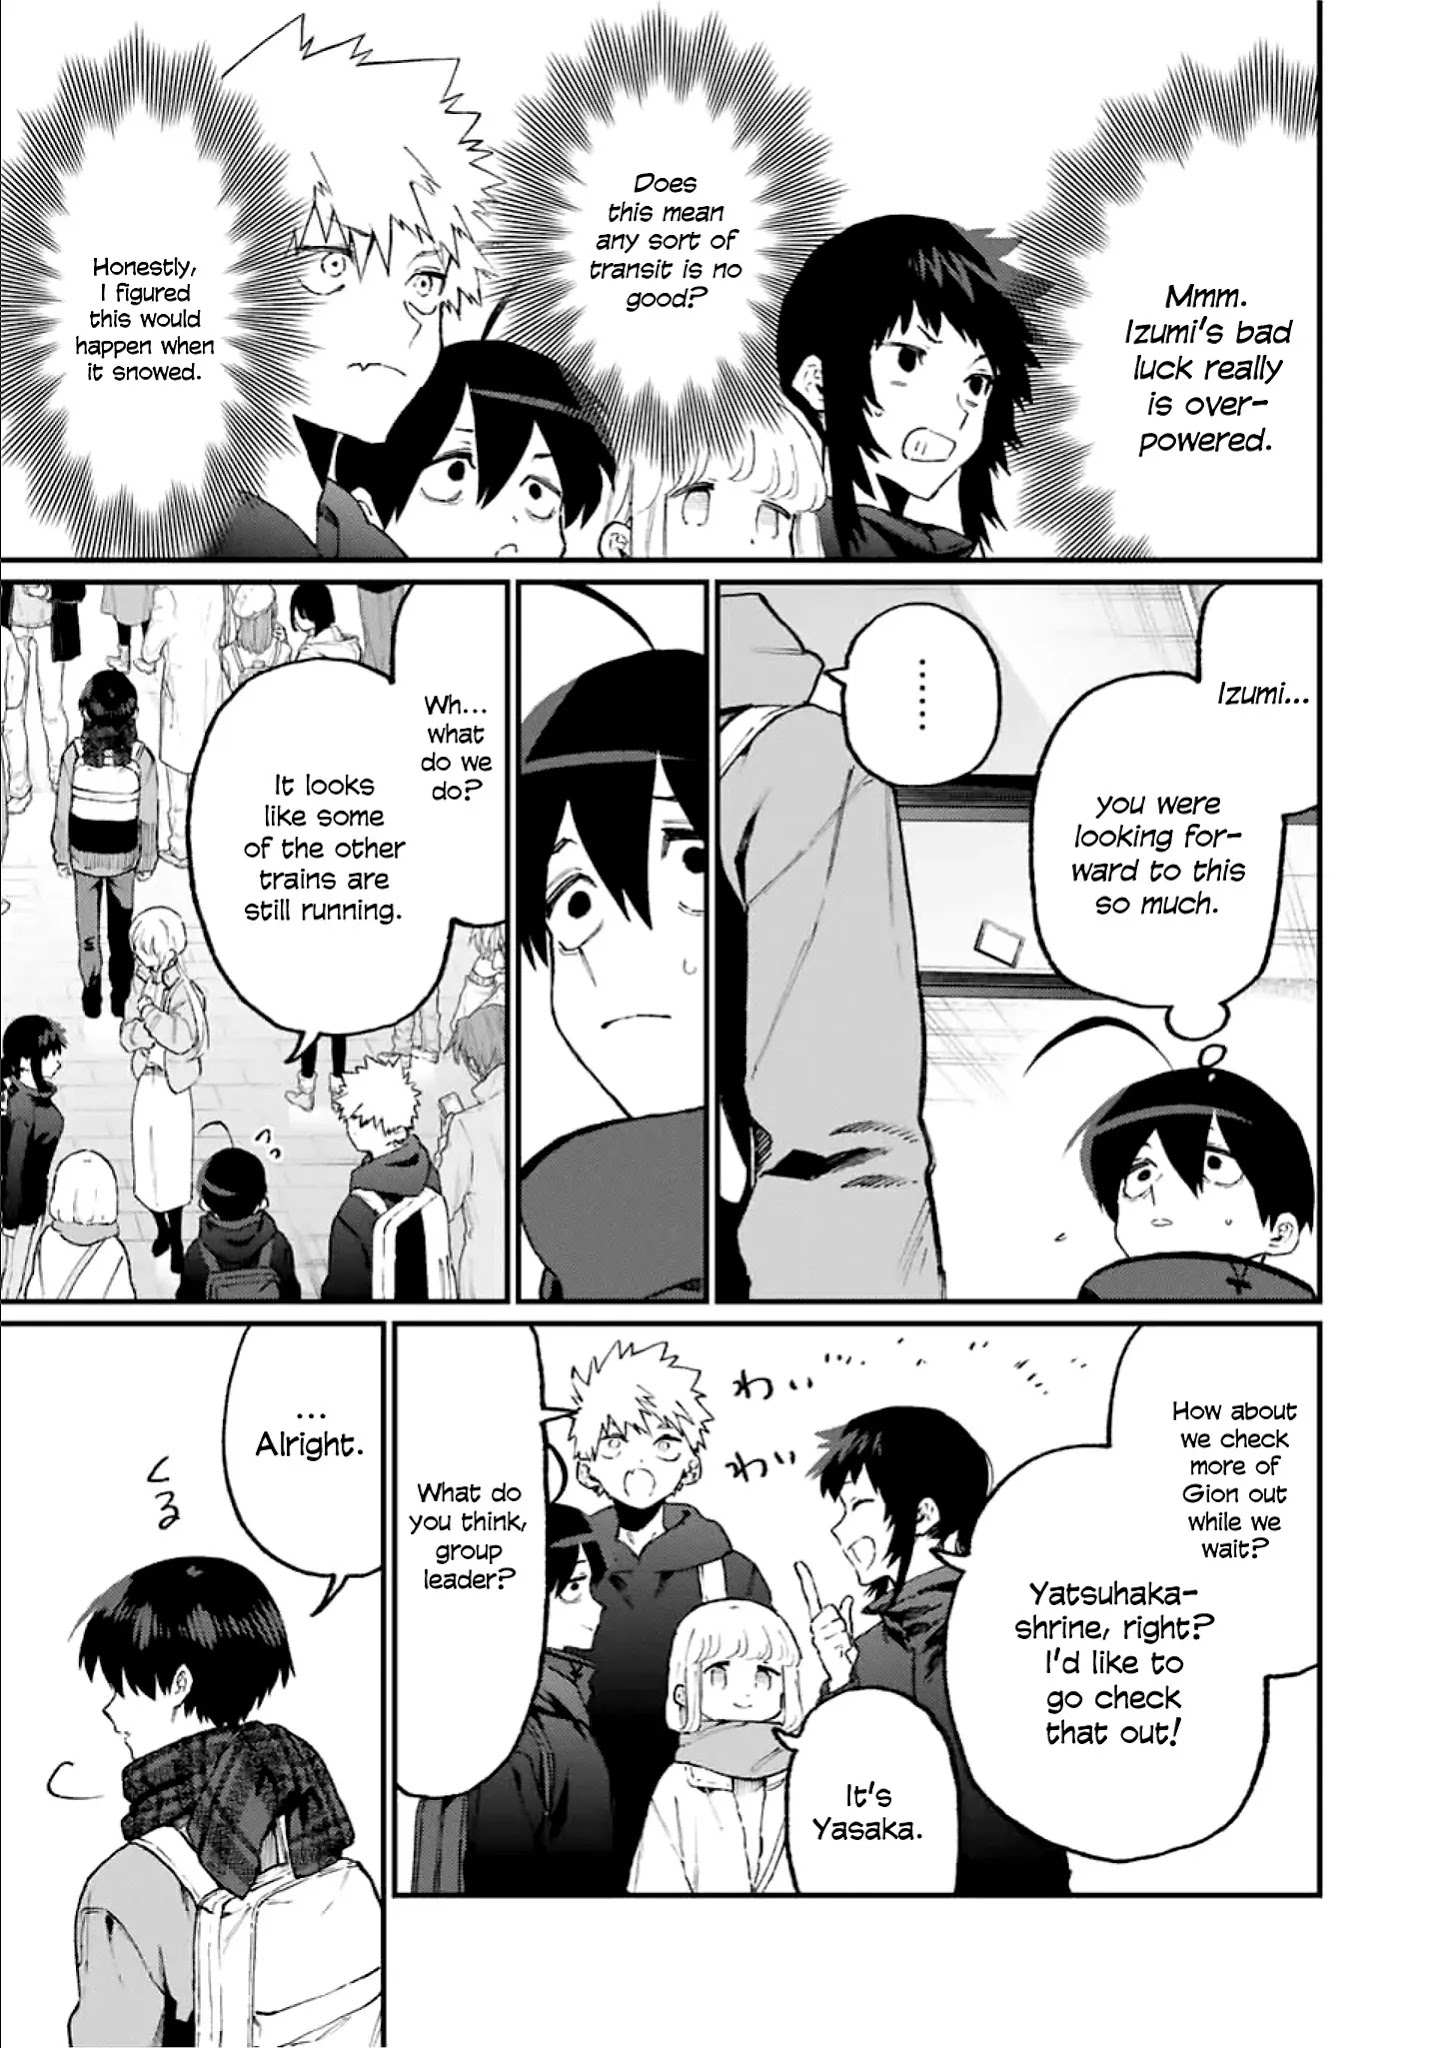 Mmm.
Izumi's bad
luck really
is over-
powered.
Does
this mean
any sort of
transit is no
good?
Honestly,
I figured
this would
happen when
it snowed.
Izumi...
you were
looking for-
ward to this
so much.
.......
Wh...
what
do we
do?
It looks
like some
of the other
trains are
still running.
How about
we check
more of
Gion out
while we
wait?
Yatsuhaka-
shrine, right?
I'd like to
go check
that out!
It's
Yasaka.
わい
わい
What do
you think,
group
leader?
...
Alright.
くる